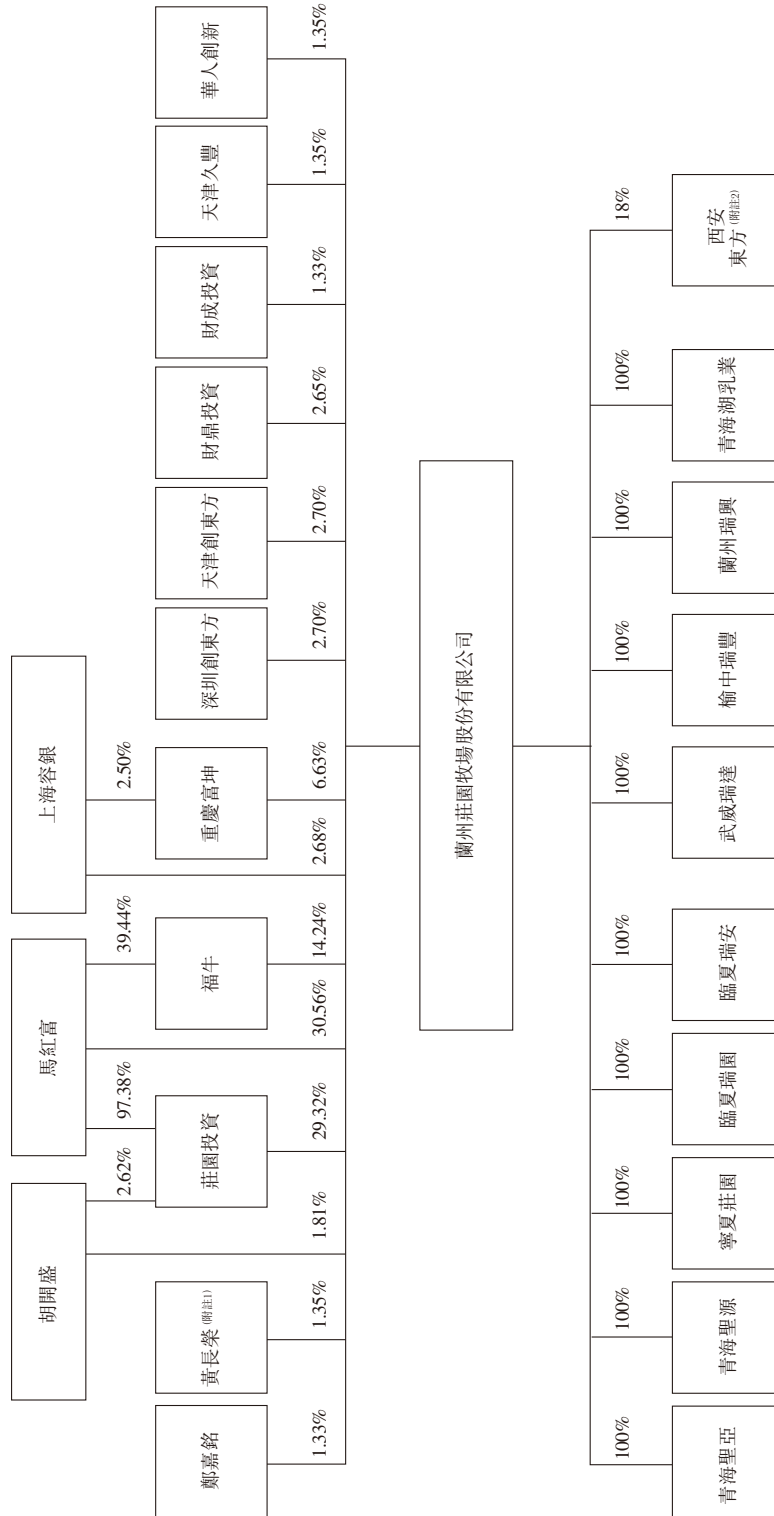 胡開盛
馬紅富
上海容銀
2.62%
97.38%
39.44%
2.50%
鄭嘉銘
黃長榮(附註1)
莊園投資
福牛
重慶富坤
深圳創東方
天津創東方
財鼎投資
財成投資
天津久豐
華人創新
1.33%
1.35%
1.81%
29.32%
30.56%
14.24%
2.68%
6.63%
2.70%
2.70%
2.65%
1.33%
1.35%
1.35%
蘭州莊園牧場股份有限公司
100%
100%
100%
100%
100%
100%
100%
100%
100%
18%
青海聖亞
青海聖源
寧夏莊園
臨夏瑞園
臨夏瑞安
武威瑞達
榆中瑞豐
蘭州瑞興
青海湖乳業
西安
東方(附註2)